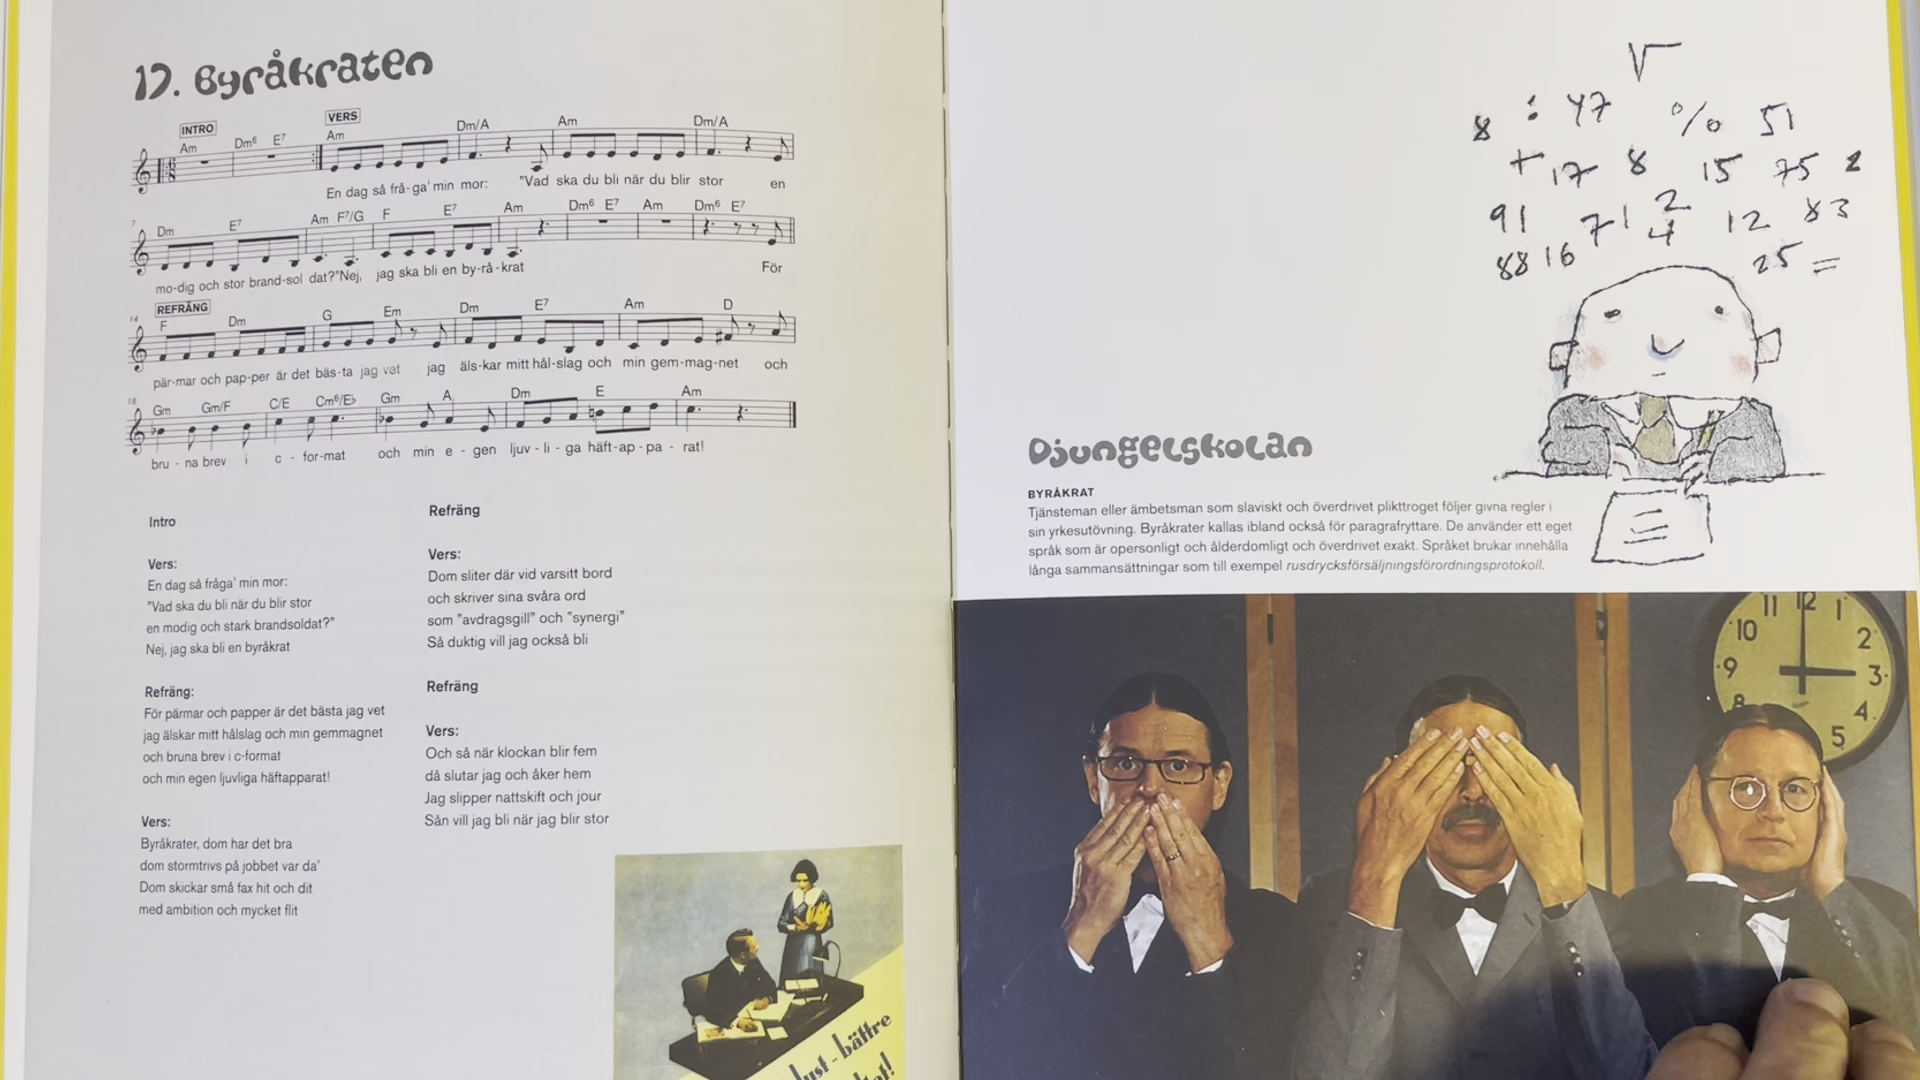 17. Byråkraten
INTRO
VERS
Am Dm6 E7 Am Dm/A Am Dm/A
En dag så frå-ga' min mor: "Vad ska du bli när du blir stor en
7
Dm E7 Am F7/G F E7 Am Dm6 E7 Am Dm6 E7
mo-dig och stor brand-sol dat?"Nej, jag ska bli en by-rå-krat För
REFRÄNG
14
F Dm G Em Dm E7 Am D
pär-mar och pap-per är det bäs-ta jag vet jag äls-kar mitt hål-slag och min gem-mag-net och
18
Gm Gm/F C/E Cm6/Eb Gm A Dm E Am
bru - na brev i c - for-mat och min e - gen ljuv - li - ga häft-ap - pa - rat!
Intro
Vers:
En dag så fråga' min mor:
"Vad ska du bli när du blir stor
en modig och stark brandsoldat?"
Nej, jag ska bli en byråkrat
Refräng:
För pärmar och papper är det bästa jag vet
jag älskar mitt hålslag och min gemmagnet
och bruna brev i c-format
och min egen ljuvliga häftapparat!
Vers:
Byråkrater, dom har det bra
dom stormtrivs på jobbet var da'
Dom skickar små fax hit och dit
med ambition och mycket flit
Refräng
Vers:
Dom sliter där vid varsitt bord
och skriver sina svåra ord
som "avdragsgill" och "synergi"
Så duktig vill jag också bli
Refräng
Vers:
Och så när klockan blir fem
då slutar jag och åker hem
Jag slipper nattskift och jour
Sån vill jag bli när jag blir stor
lust - bättre
√
8 : 47 % 51
+ 17 8 15 75 2
91 71 2 4 12 83
88 16 25 =
Djungelskolan
BYRÅKRAT
Tjänsteman eller ämbetsman som slaviskt och överdrivet plikttroget följer givna regler i
sin yrkesutövning. Byråkrater kallas ibland också för paragrafryttare. De använder ett eget
språk som är opersonligt och ålderdomligt och överdrivet exakt. Språket brukar innehålla
långa sammansättningar som till exempel rusdrycksförsäljningsförordningsprotokoll.
11 12 1
10 2
9 3
8 4
5